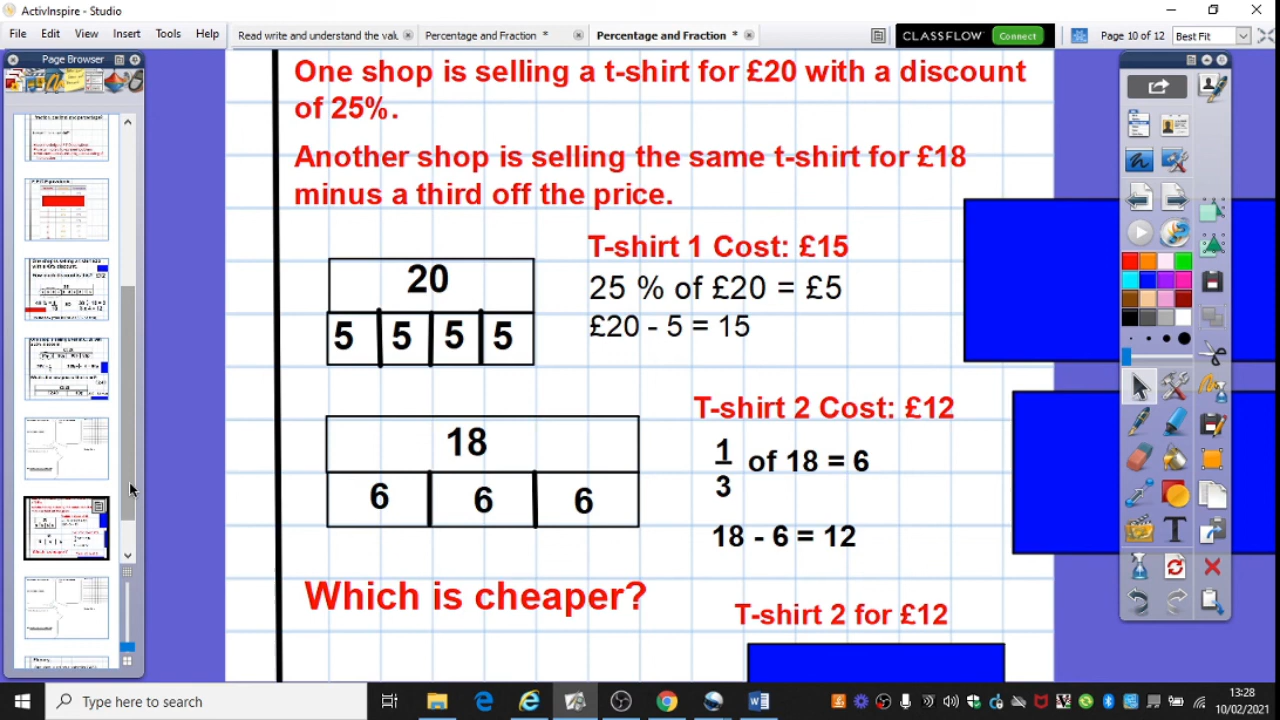 ActivInspire - Studio
File Edit View Insert Tools Help
Read write and understand the valu
Percentage and Fraction *
Percentage and Fraction *
CLASSFLOW Connect
Page 10 of 12
Best Fit
Page Browser
One shop is selling a t-shirt for £20 with a discount
of 25%.
Another shop is selling the same t-shirt for £18
minus a third off the price.
T-shirt 1 Cost: £15
20
25 % of £20 = £5
5 5 5 5
£20 - 5 = 15
T-shirt 2 Cost: £12
18
1
3
of 18 = 6
6 6 6
18 - 6 = 12
Which is cheaper?
T-shirt 2 for £12
Type here to search
13:28
10/02/2021